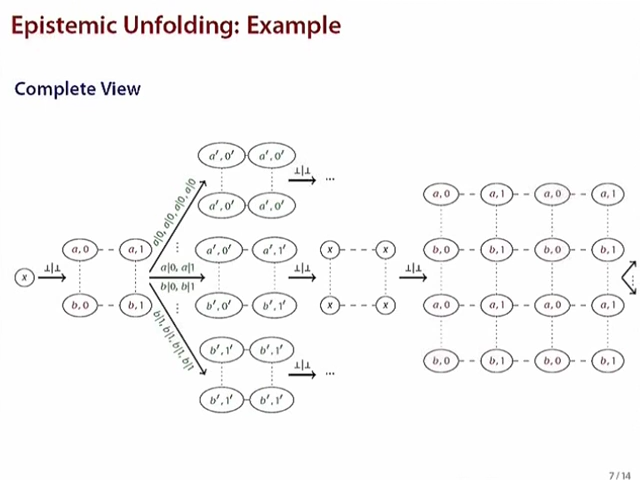 Epistemic Unfolding: Example
Complete View
a′, 0′ a′, 0′
⊥|⊥
...
a|0, a|0, a|0, a|0
a′, 0′ a′, 0′
a, 0 a, 1 a, 0 a, 1
⋮
a, 0 a, 1 a′, 0′ a′, 1′ x x b, 0 b, 1 b, 0 b, 1
x ⊥|⊥ a|0, a|1 ⊥|⊥ ⊥|⊥
b|0, b|1
b, 0 b, 1 ⋮ b′, 0′ b′, 1′ x x a, 0 a, 1 a, 0 a, 1
b|1, b|1, b|1, b|1
b′, 1′ b′, 1′
b, 0 b, 1 b, 0 b, 1
⊥|⊥
...
b′, 1′ b′, 1′
7 / 14